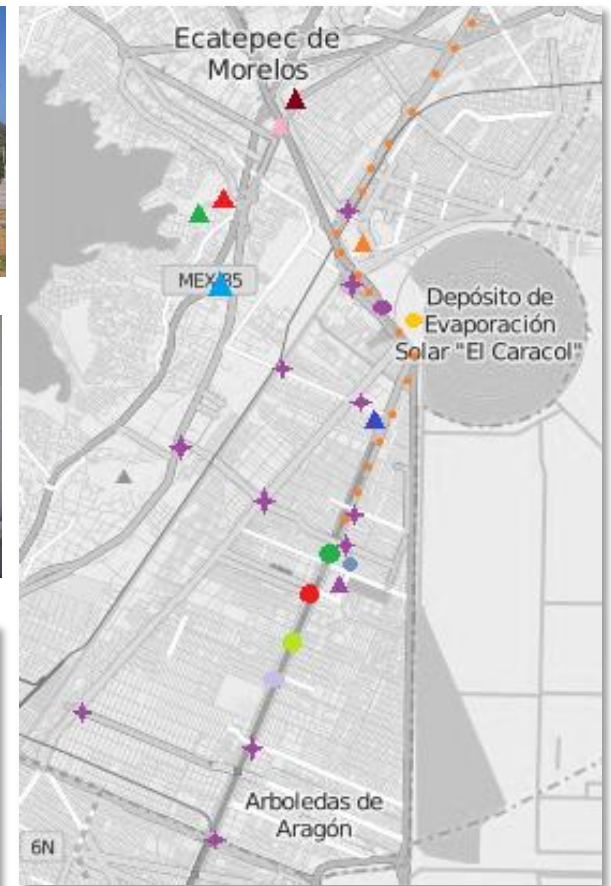 Ecatepec de
Morelos
MEX 85
Depósito de
Evaporación
Solar "El Caracol"
Arboledas de
Aragón
6N